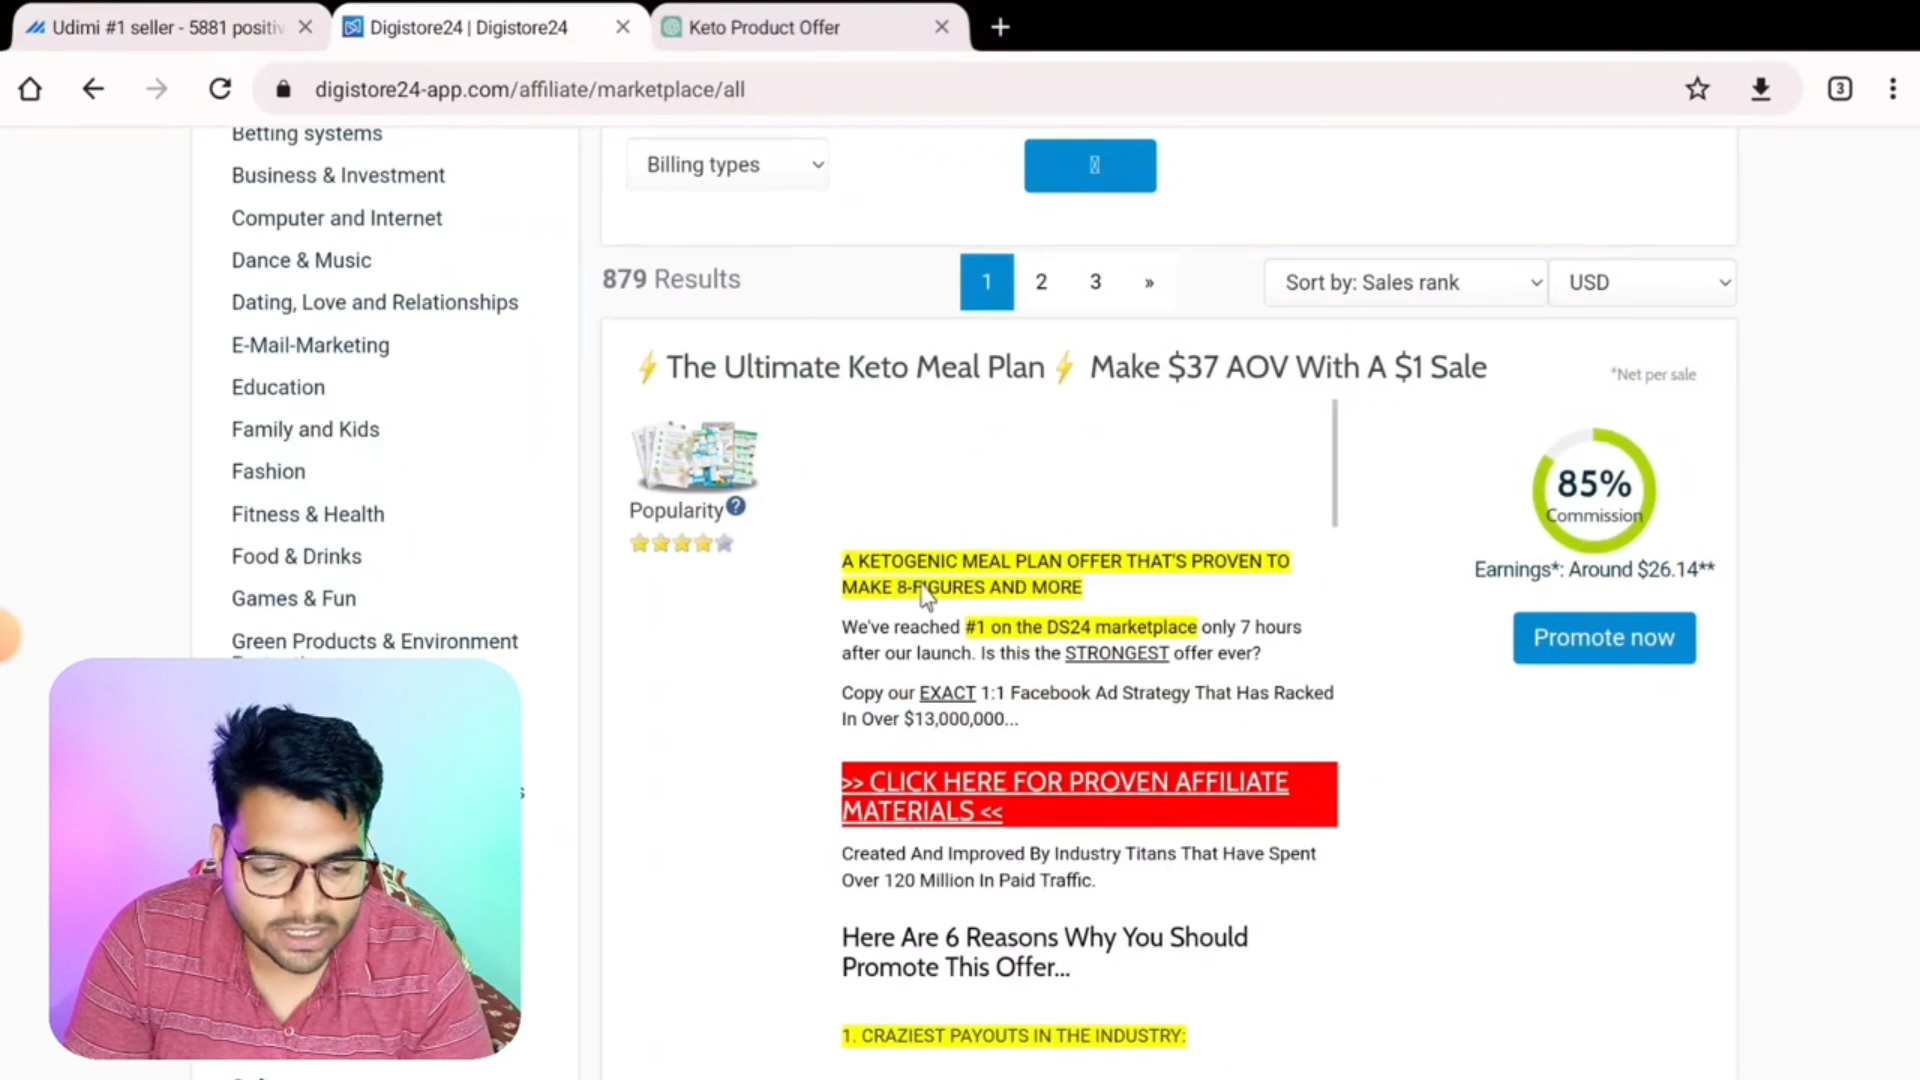 Udimi #1 seller - 5881 positiv
Digistore24 | Digistore24
Keto Product Offer
digistore24-app.com/affiliate/marketplace/all
3
Betting systems
Business & Investment
Computer and Internet
Dance & Music
Dating, Love and Relationships
E-Mail-Marketing
Education
Family and Kids
Fashion
Fitness & Health
Food & Drinks
Games & Fun
Green Products & Environment
Billing types
879 Results
1 2 3 »
Sort by: Sales rank
USD
⚡The Ultimate Keto Meal Plan⚡ Make $37 AOV With A $1 Sale
*Net per sale
Popularity
?
85%
Commission
Earnings*: Around $26.14**
Promote now
A KETOGENIC MEAL PLAN OFFER THAT'S PROVEN TO
MAKE 8-FIGURES AND MORE
We've reached #1 on the DS24 marketplace only 7 hours
after our launch. Is this the STRONGEST offer ever?
Copy our EXACT 1:1 Facebook Ad Strategy That Has Racked
In Over $13,000,000...
>> CLICK HERE FOR PROVEN AFFILIATE
MATERIALS <<
Created And Improved By Industry Titans That Have Spent
Over 120 Million In Paid Traffic.
Here Are 6 Reasons Why You Should
Promote This Offer...
1. CRAZIEST PAYOUTS IN THE INDUSTRY: